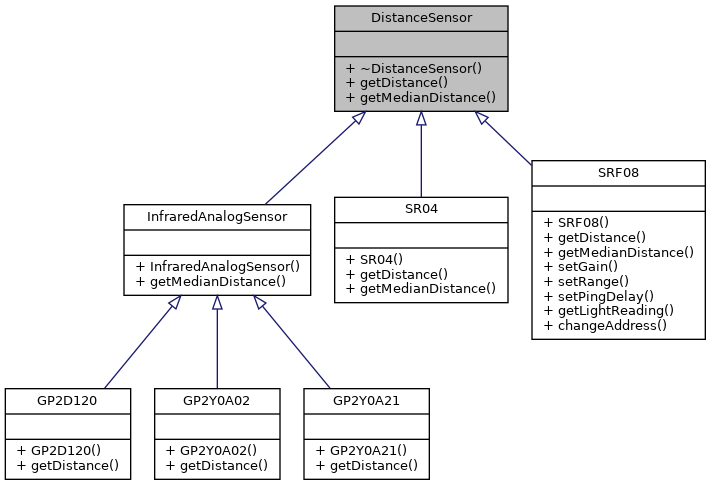 DistanceSensor
+ ~DistanceSensor()
+ getDistance()
+ getMedianDistance()
InfraredAnalogSensor
+ InfraredAnalogSensor()
+ getMedianDistance()
SR04
+ SR04()
+ getDistance()
+ getMedianDistance()
SRF08
+ SRF08()
+ getDistance()
+ getMedianDistance()
+ setGain()
+ setRange()
+ setPingDelay()
+ getLightReading()
+ changeAddress()
GP2D120
+ GP2D120()
+ getDistance()
GP2Y0A02
+ GP2Y0A02()
+ getDistance()
GP2Y0A21
+ GP2Y0A21()
+ getDistance()